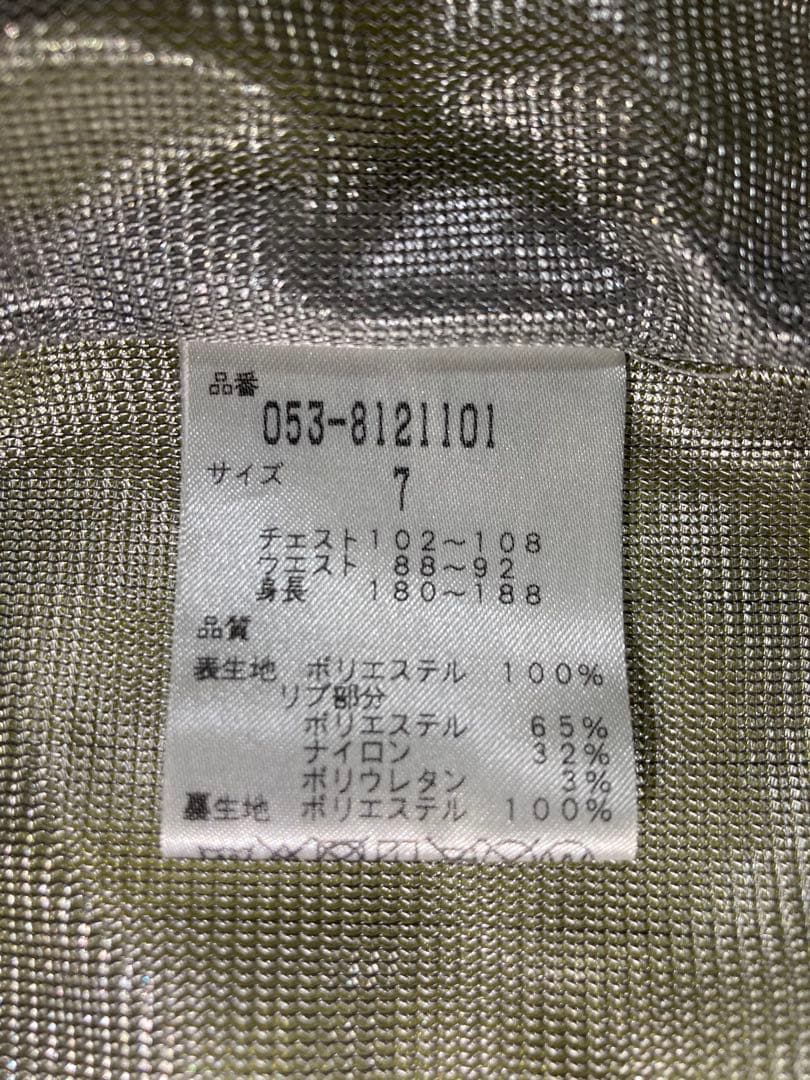 品番
053-8121101
サイズ
7
チェスト 102~108
ウエスト 88~92
身長 180~188
品質
表生地 ポリエステル 100%
リブ部分
ポリエステル 65%
ナイロン 32%
ポリウレタン 3%
裏生地 ポリエステル 100%